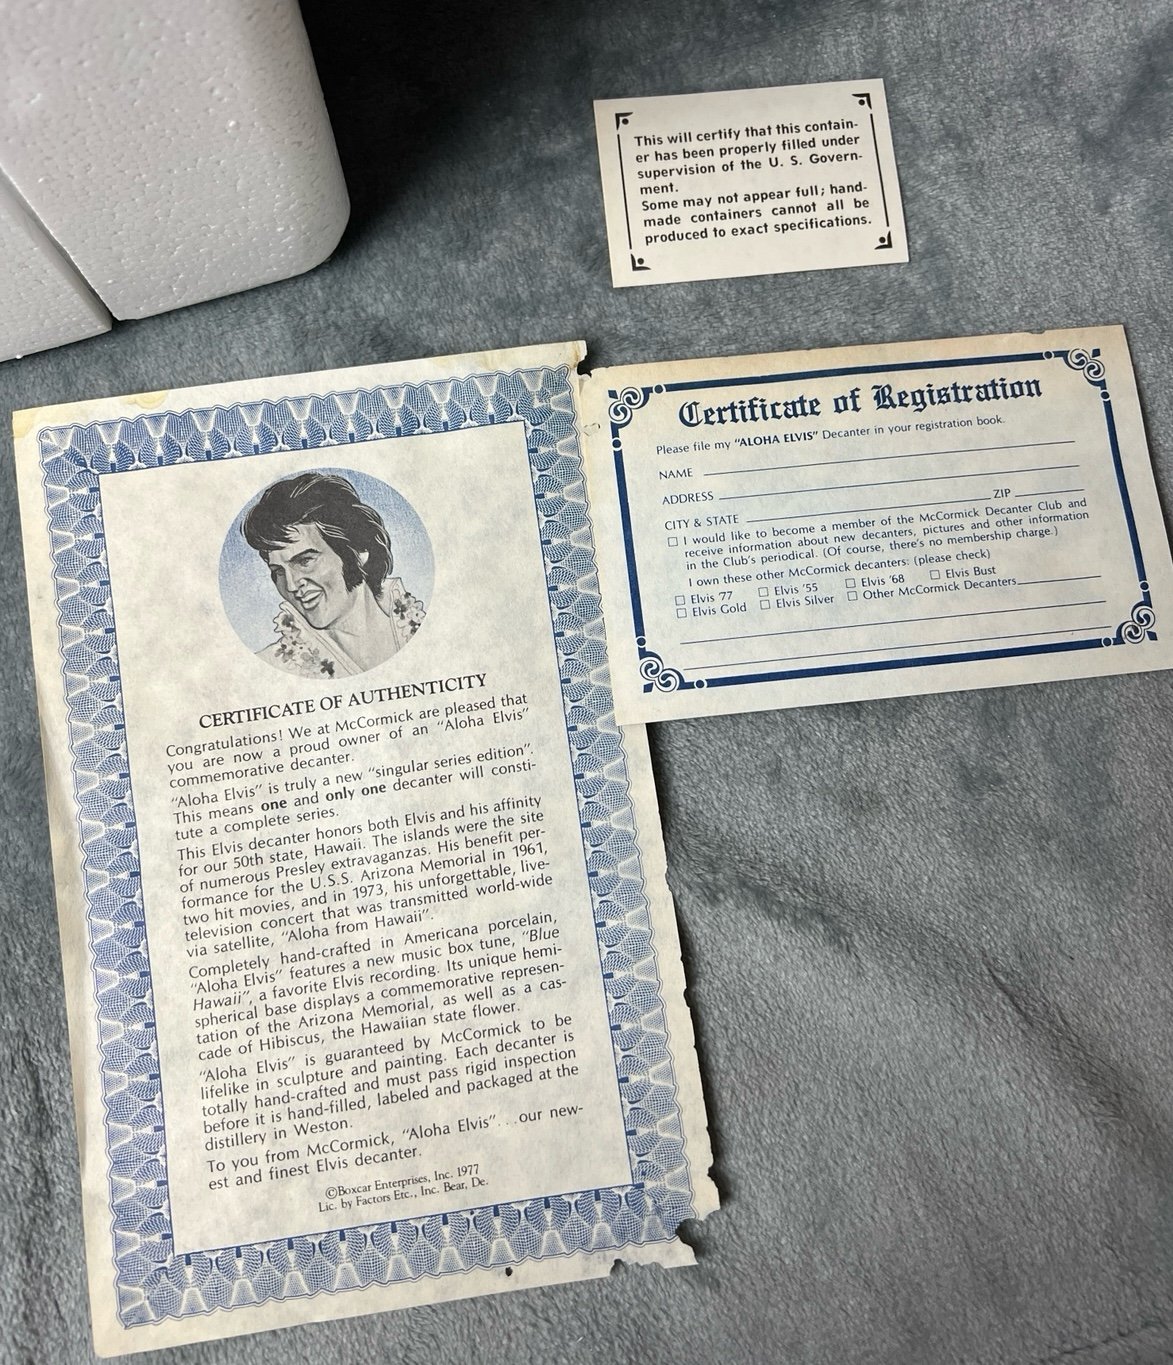 This will certify that this contain-
er has been properly filled under
supervision of the U. S. Govern-
ment.
Some may not appear full; hand-
made containers cannot all be
produced to exact specifications.
Certificate of Registration
Please file my "ALOHA ELVIS" Decanter in your registration book.
NAME
ADDRESS
CITY & STATE ZIP
I would like to become a member of the McCormick Decanter Club and
receive information about new decanters, pictures and other information
in the Club's periodical. (Of course, there's no membership charge.)
I own these other McCormick decanters: (please check)
Elvis '77 Elvis '55 Elvis '68 Elvis Bust
Elvis Gold Elvis Silver Other McCormick Decanters
CERTIFICATE OF AUTHENTICITY
Congratulations! We at McCormick are pleased that
you are now a proud owner of an "Aloha Elvis"
commemorative decanter.
"Aloha Elvis" is truly a new "singular series edition".
This means one and only one decanter will consti-
tute a complete series.
This Elvis decanter honors both Elvis and his affinity
for our 50th state, Hawaii. The islands were the site
of numerous Presley extravaganzas. His benefit per-
formance for the U.S.S. Arizona Memorial in 1961,
two hit movies, and in 1973, his unforgettable, live-
television concert that was transmitted world-wide
via satellite, "Aloha from Hawaii".
Completely hand-crafted in Americana porcelain,
"Aloha Elvis" features a new music box tune, "Blue
Hawaii", a favorite Elvis recording. Its unique hemi-
spherical base displays a commemorative represen-
tation of the Arizona Memorial, as well as a cas-
cade of Hibiscus, the Hawaiian state flower.
"Aloha Elvis" is guaranteed by McCormick to be
lifelike in sculpture and painting. Each decanter is
totally hand-crafted and must pass rigid inspection
before it is hand-filled, labeled and packaged at the
distillery in Weston.
To you from McCormick, "Aloha Elvis"...our new-
est and finest Elvis decanter.
©Boxcar Enterprises, Inc. 1977
Lic. by Factors Etc., Inc. Bear, De.